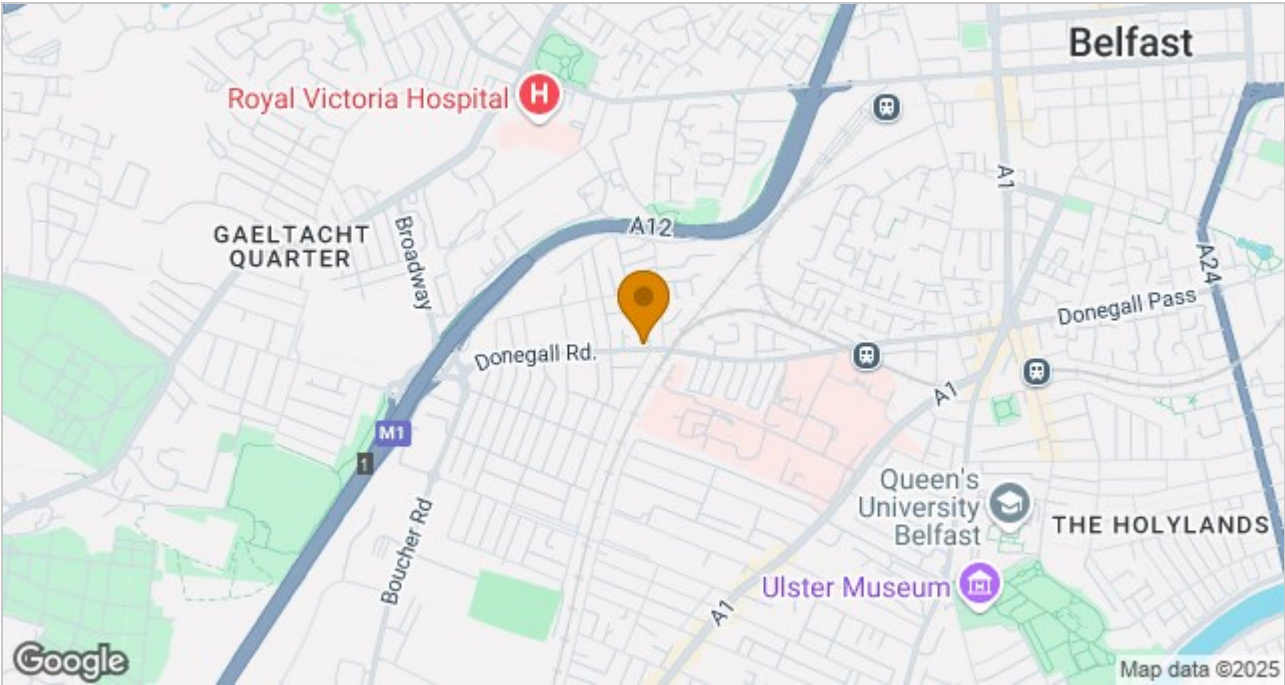 Belfast
Royal Victoria Hospital
H
A1
GAELTACHT
QUARTER
Broadway
A12
A24
Donegall Pass
Donegall Rd.
A1
M1
1
Queen's
University
Belfast
THE HOLYLANDS
Boucher Rd
Ulster Museum
A1
Google
Map data ©2025